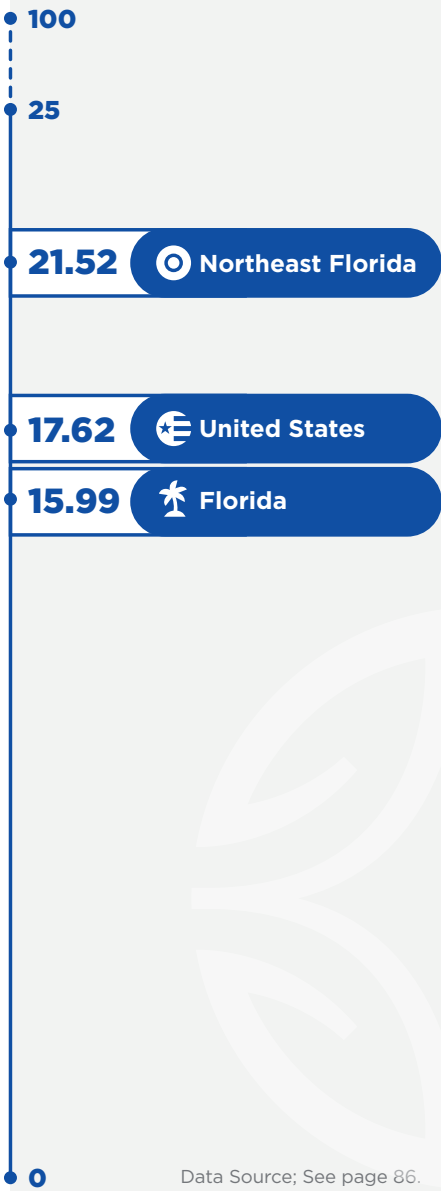 100
25
21.52 Northeast Florida
17.62 United States
15.99 Florida
0
Data Source; See page 86.